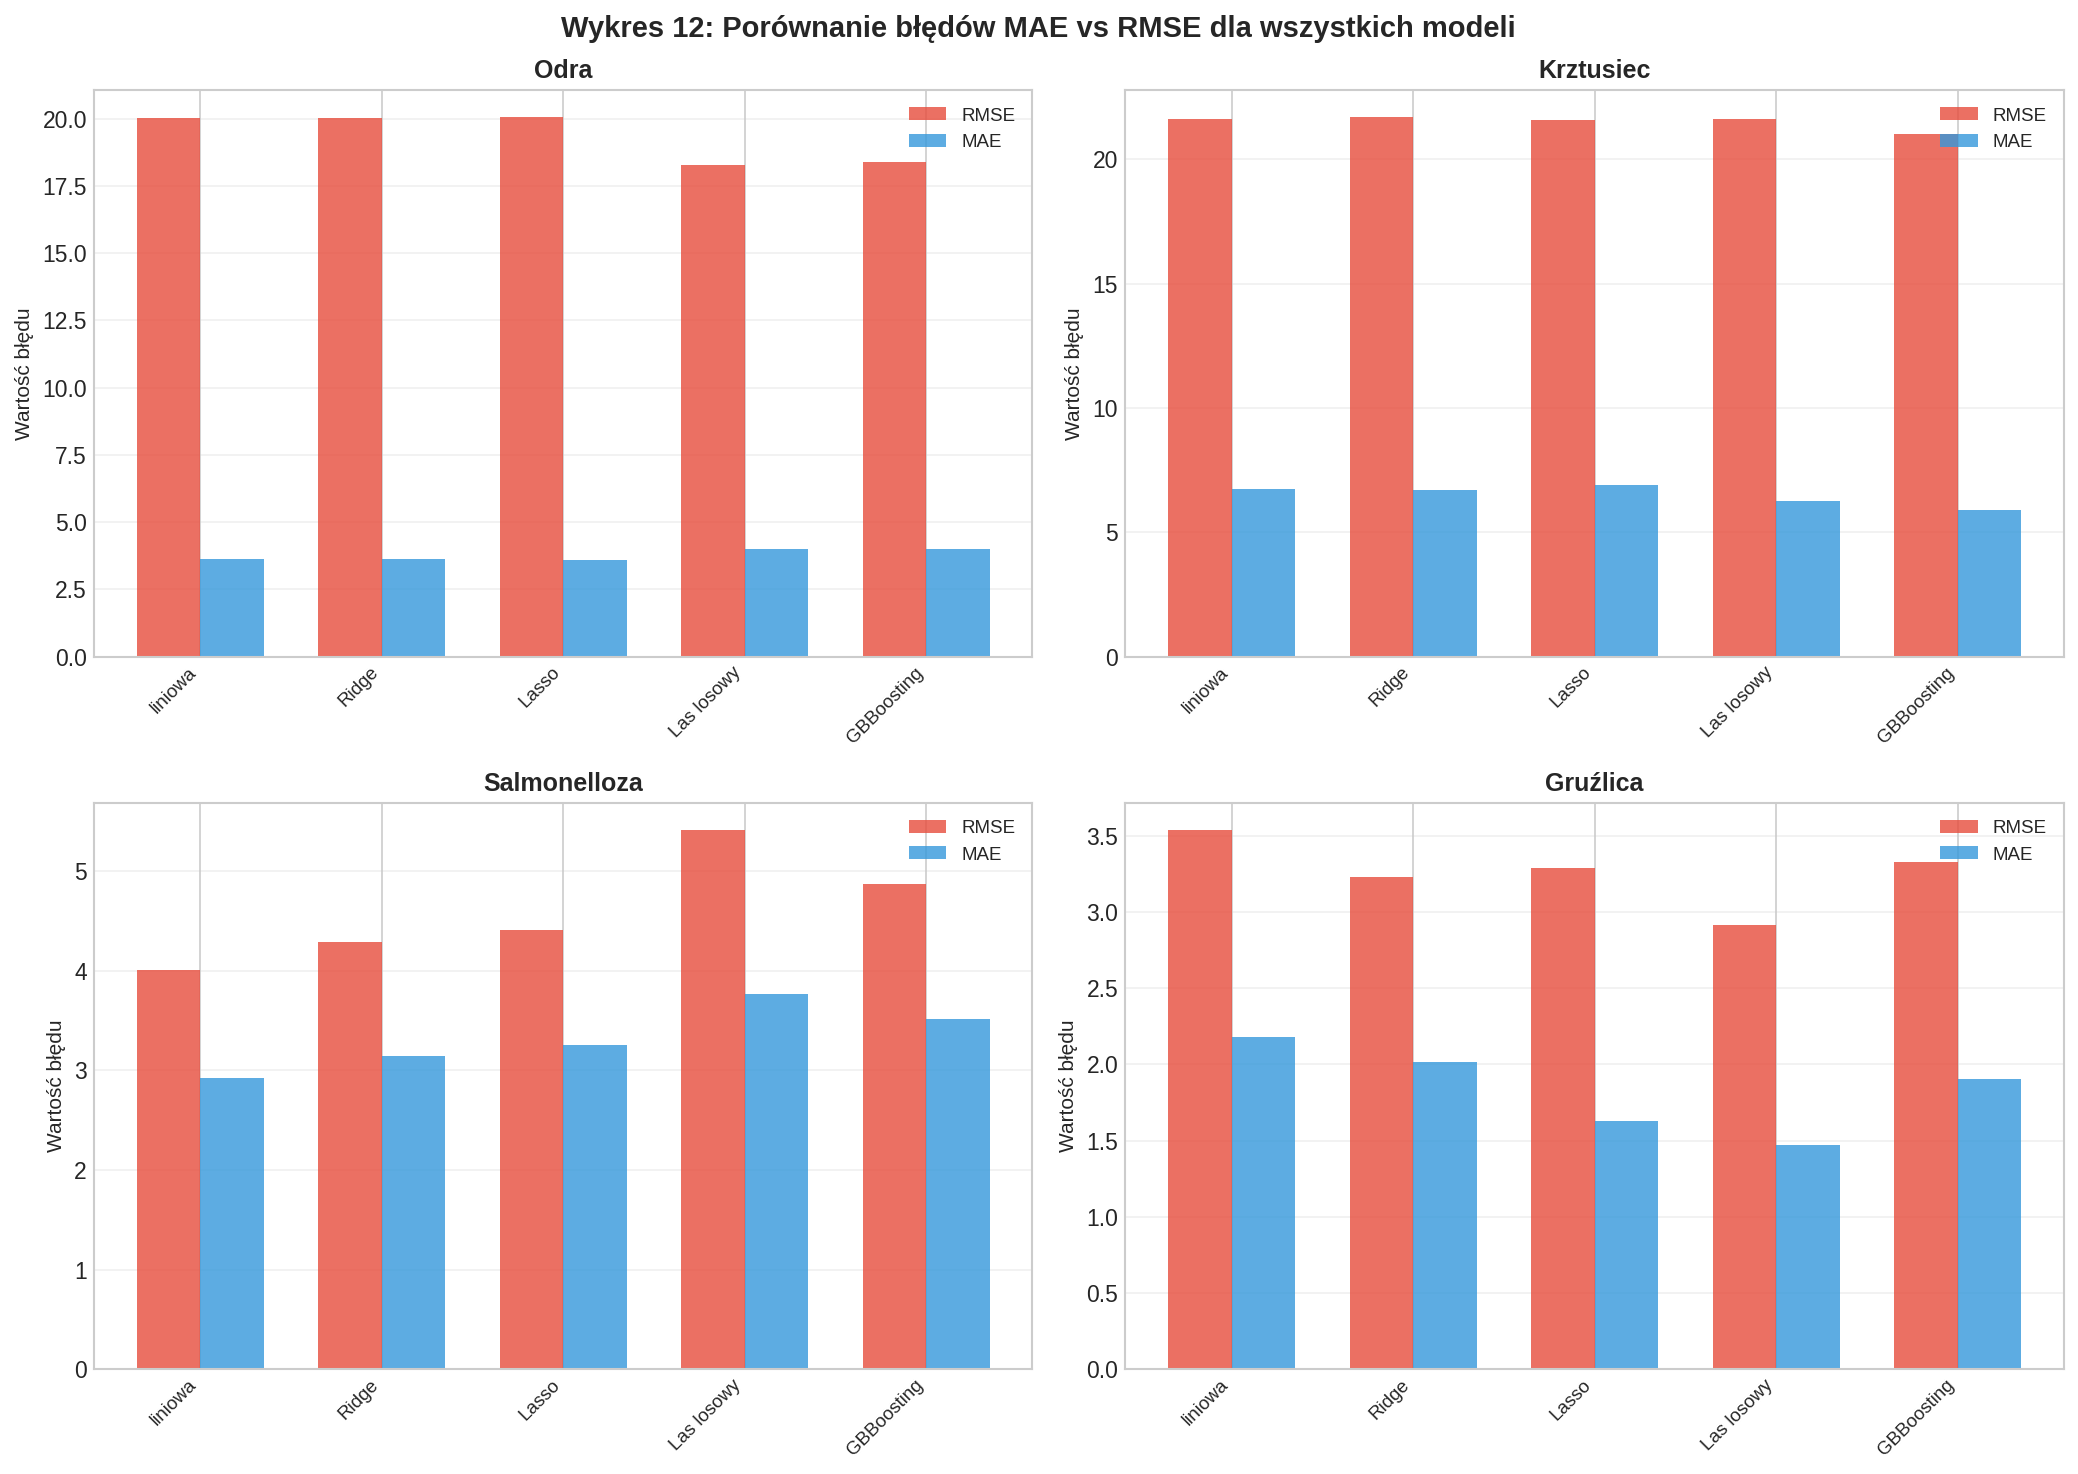 Wykres 12: Porównanie błędów MAE vs RMSE dla wszystkich modeli
Odra
Wartość błędu
20.0
17.5
15.0
12.5
10.0
7.5
5.0
2.5
0.0
RMSE
MAE
liniowa
Ridge
Lasso
Las losowy
GBBoosting
Krztusiec
Wartość błędu
20
15
10
5
0
RMSE
MAE
liniowa
Ridge
Lasso
Las losowy
GBBoosting
Salmonelloza
Wartość błędu
5
4
3
2
1
0
RMSE
MAE
liniowa
Ridge
Lasso
Las losowy
GBBoosting
Gruźlica
Wartość błędu
3.5
3.0
2.5
2.0
1.5
1.0
0.5
0.0
RMSE
MAE
liniowa
Ridge
Lasso
Las losowy
GBBoosting